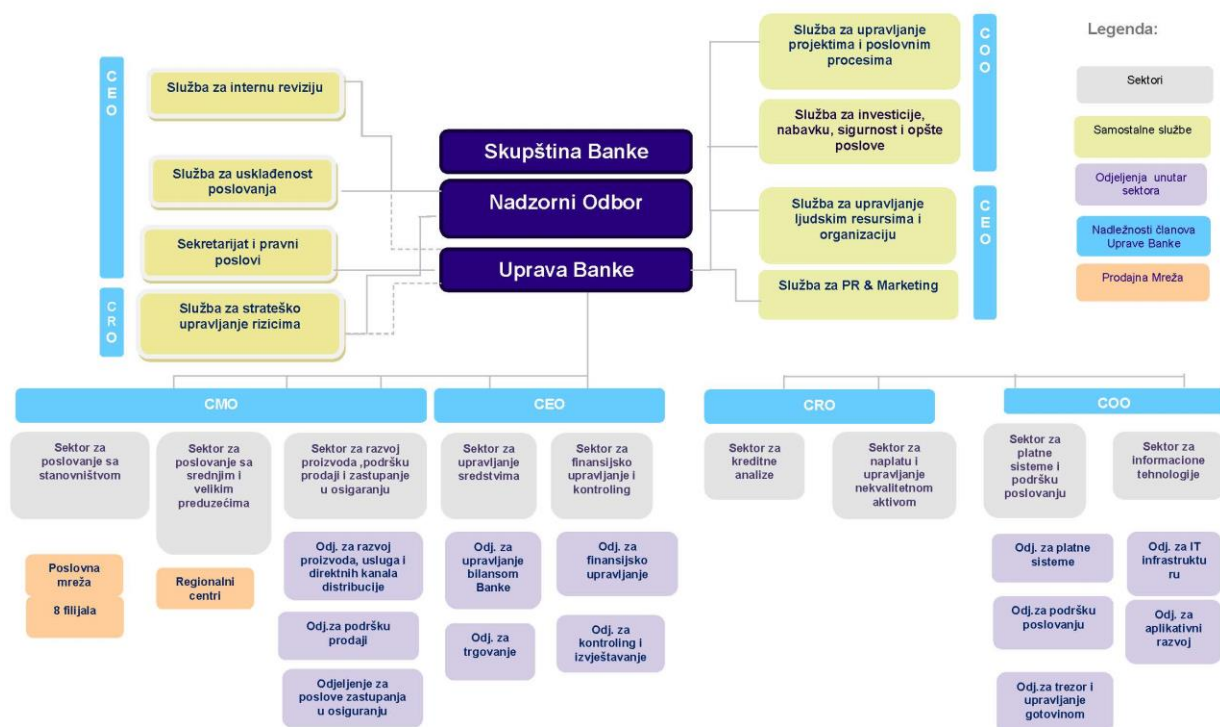 CEO
Služba za internu reviziju
Služba za usklađenost
poslovanja
Sekretarijat i pravni
poslovi
CRO
Služba za strateško
upravljanje rizicima
Skupština Banke
Nadzorni Odbor
Uprava Banke
Služba za upravljanje
projektima i poslovnim
procesima
Služba za investicije,
nabavku, sigurnost i opšte
poslove
COO
Služba za upravljanje
ljudskim resursima i
organizaciju
Služba za PR & Marketing
CEO
Legenda:
Sektori
Samostalne službe
Odjeljenja unutar
sektora
Nadležnosti članova
Uprave Banke
Prodajna Mreža
CMO
CEO
CRO
COO
Sektor za
poslovanje sa
stanovništvom
Sektor za
poslovanje sa
srednjim i
velikim
preduzećima
Sektor za razvoj
proizvoda ,podršku
prodaji i zastupanje
u osigaranju
Sektor za
upravljanje
sredstvima
Sektor za
finansijsko
upravljanje i
kontroling
Sektor za
kreditne
analize
Sektor za
naplatu i
upravljanje
nekvalitetnom
aktivom
Sektor za
platne
sisteme i
podršku
poslovanju
Sektor za
informacione
tehnologije
Poslovna
mreža
8 filijala
Regionalni
centri
Odj. za razvoj
proizvoda, usluga i
direktnih kanala
distribucije
Odj.za podršku
prodaji
Odjeljenje za
poslove zastupanja
u osiguranju
Odj. za
upravljanje
bilansom
Banke
Odj. za
trgovanje
Odj. za
finansijsko
upravljanje
Odj. za
kontroling i
izvještavanje
Odj. za platne
sisteme
Odj.za podršku
poslovanju
Odj.za trezor i
upravljanje
gotovinom
Odj. za IT
infrastruktu
ru
Odj. za
aplikativni
razvoj